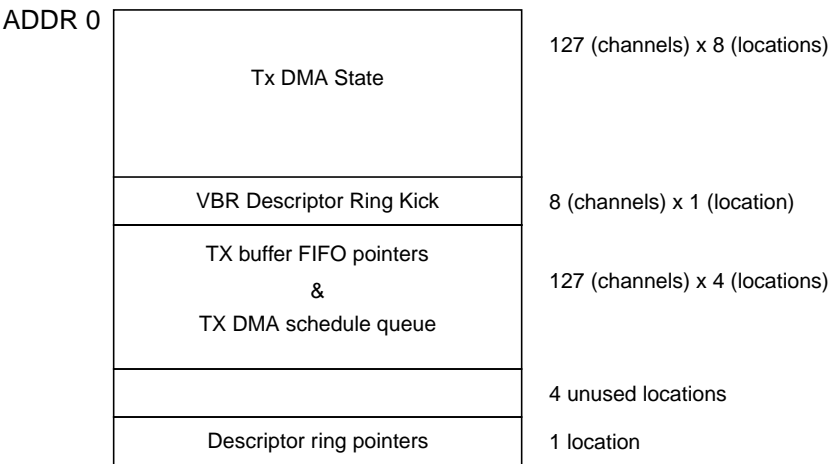 ADDR 0
127 (channels) x 8 (locations)
Tx DMA State
VBR Descriptor Ring Kick
8 (channels) x 1 (location)
TX buffer FIFO pointers
&
TX DMA schedule queue
127 (channels) x 4 (locations)
4 unused locations
Descriptor ring pointers
1 location